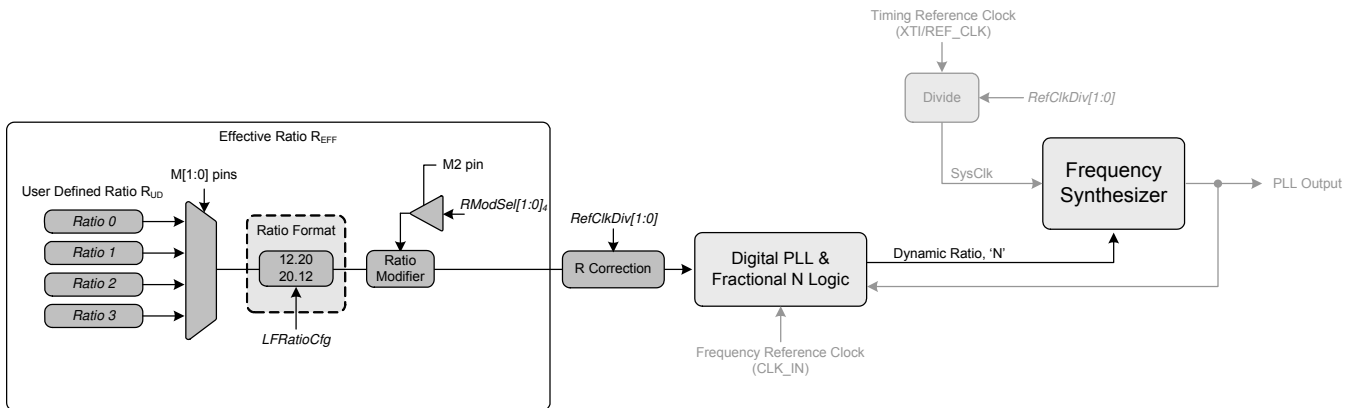 Timing Reference Clock
(XTI/REF_CLK)
Divide
RefClkDiv[1:0]
Effective Ratio REFF
M2 pin
M[1:0] pins
User Defined Ratio RUD
RModSel[1:0]4
SysClk
Frequency
Synthesizer
PLL Output
Ratio 0
Ratio 1
Ratio 2
Ratio 3
Ratio Format
12.20
20.12
LFRatioCfg
Ratio
Modifier
RefClkDiv[1:0]
R Correction
Digital PLL &
Fractional N Logic
Dynamic Ratio, ‘N’
Frequency Reference Clock
(CLK_IN)